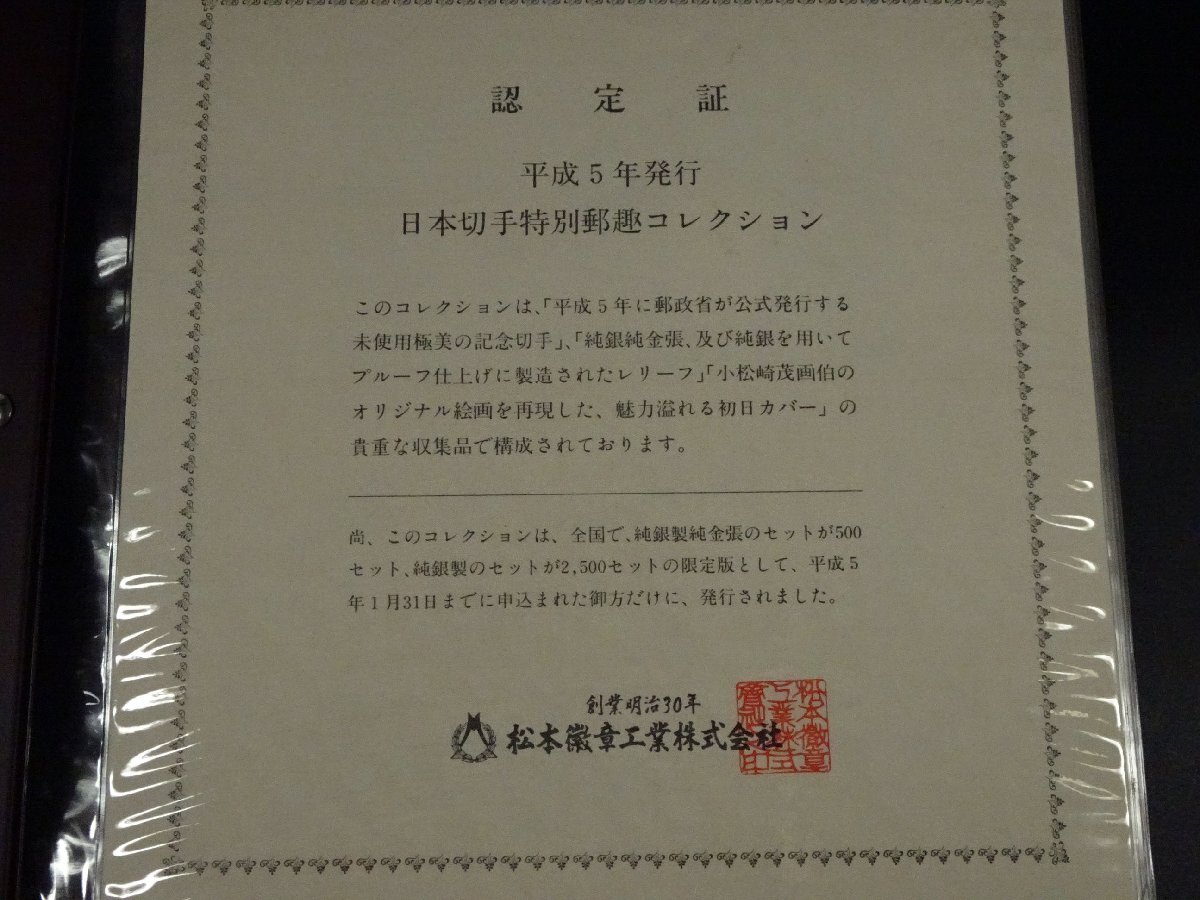 認定証
平成5年発行
日本切手特別郵趣コレクション
このコレクションは、「平成5年に郵政省が公式発行する
未使用極美の記念切手」、「純銀純金張、及び純銀を用いて
プルーフ仕上げに製造されたレリーフ」「小松崎茂画伯の
オリジナル絵画を再現した、魅力溢れる初日カバー」の
貴重な収集品で構成されております。
尚、このコレクションは、全国で、純銀製純金張のセットが500
セット、純銀製のセットが2,500セットの限定版として、平成5
年1月31日までに申込まれた御方だけに、発行されました。
創業明治30年
松本徽章工業株式会社